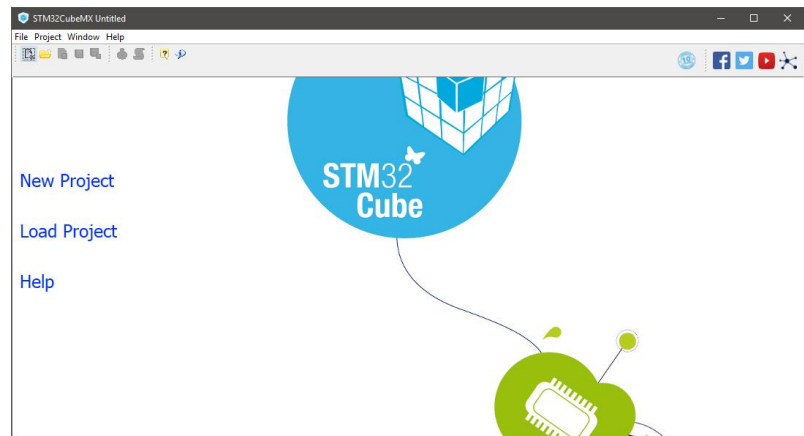 STM32CubeMX Untitled
File Project Window Help
STM32
Cube
New Project
Load Project
Help